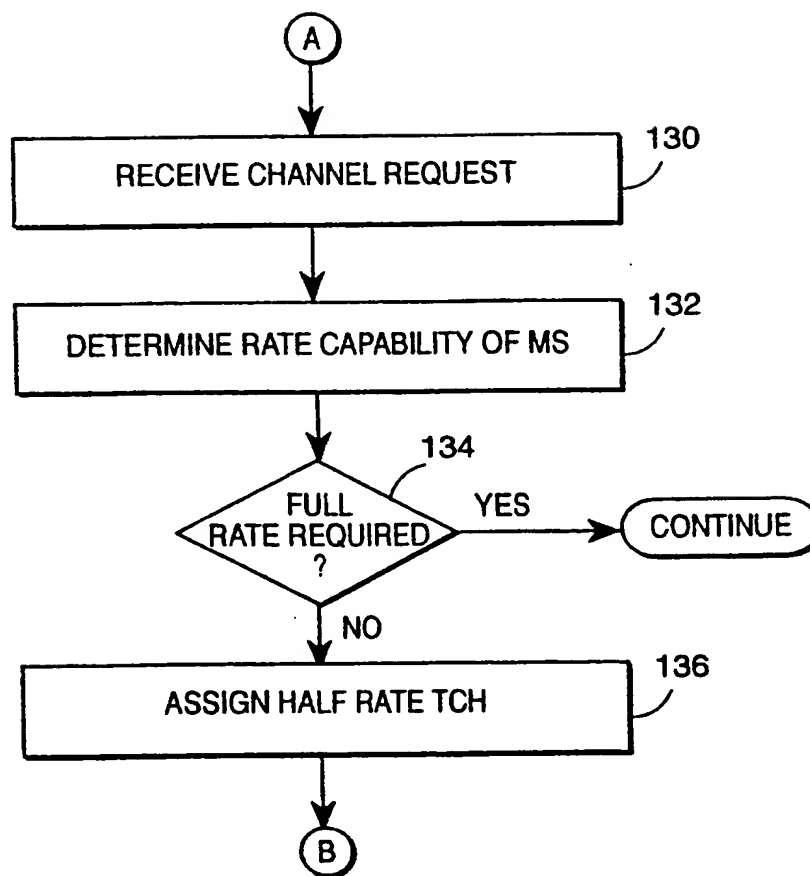 A
RECEIVE CHANNEL REQUEST
130
DETERMINE RATE CAPABILITY OF MS
132
134
FULL
RATE REQUIRED
?
YES
CONTINUE
NO
ASSIGN HALF RATE TCH
136
B